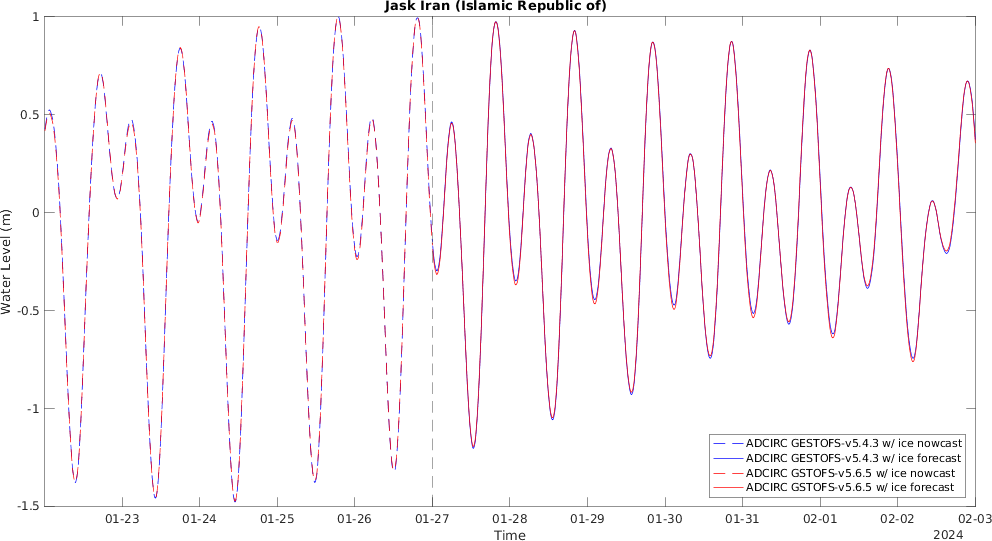 Jask Iran (Islamic Republic of)
1
0.5
0
-0.5
-1
-1.5
Water Level (m)
ADCIRC GESTOFS-v5.4.3 w/ ice nowcast
ADCIRC GESTOFS-v5.4.3 w/ ice forecast
ADCIRC GSTOFS-v5.6.5 w/ ice nowcast
ADCIRC GSTOFS-v5.6.5 w/ ice forecast
01-23 01-24 01-25 01-26 01-27 01-28 01-29 01-30 01-31 02-01 02-02 02-03
Time
2024